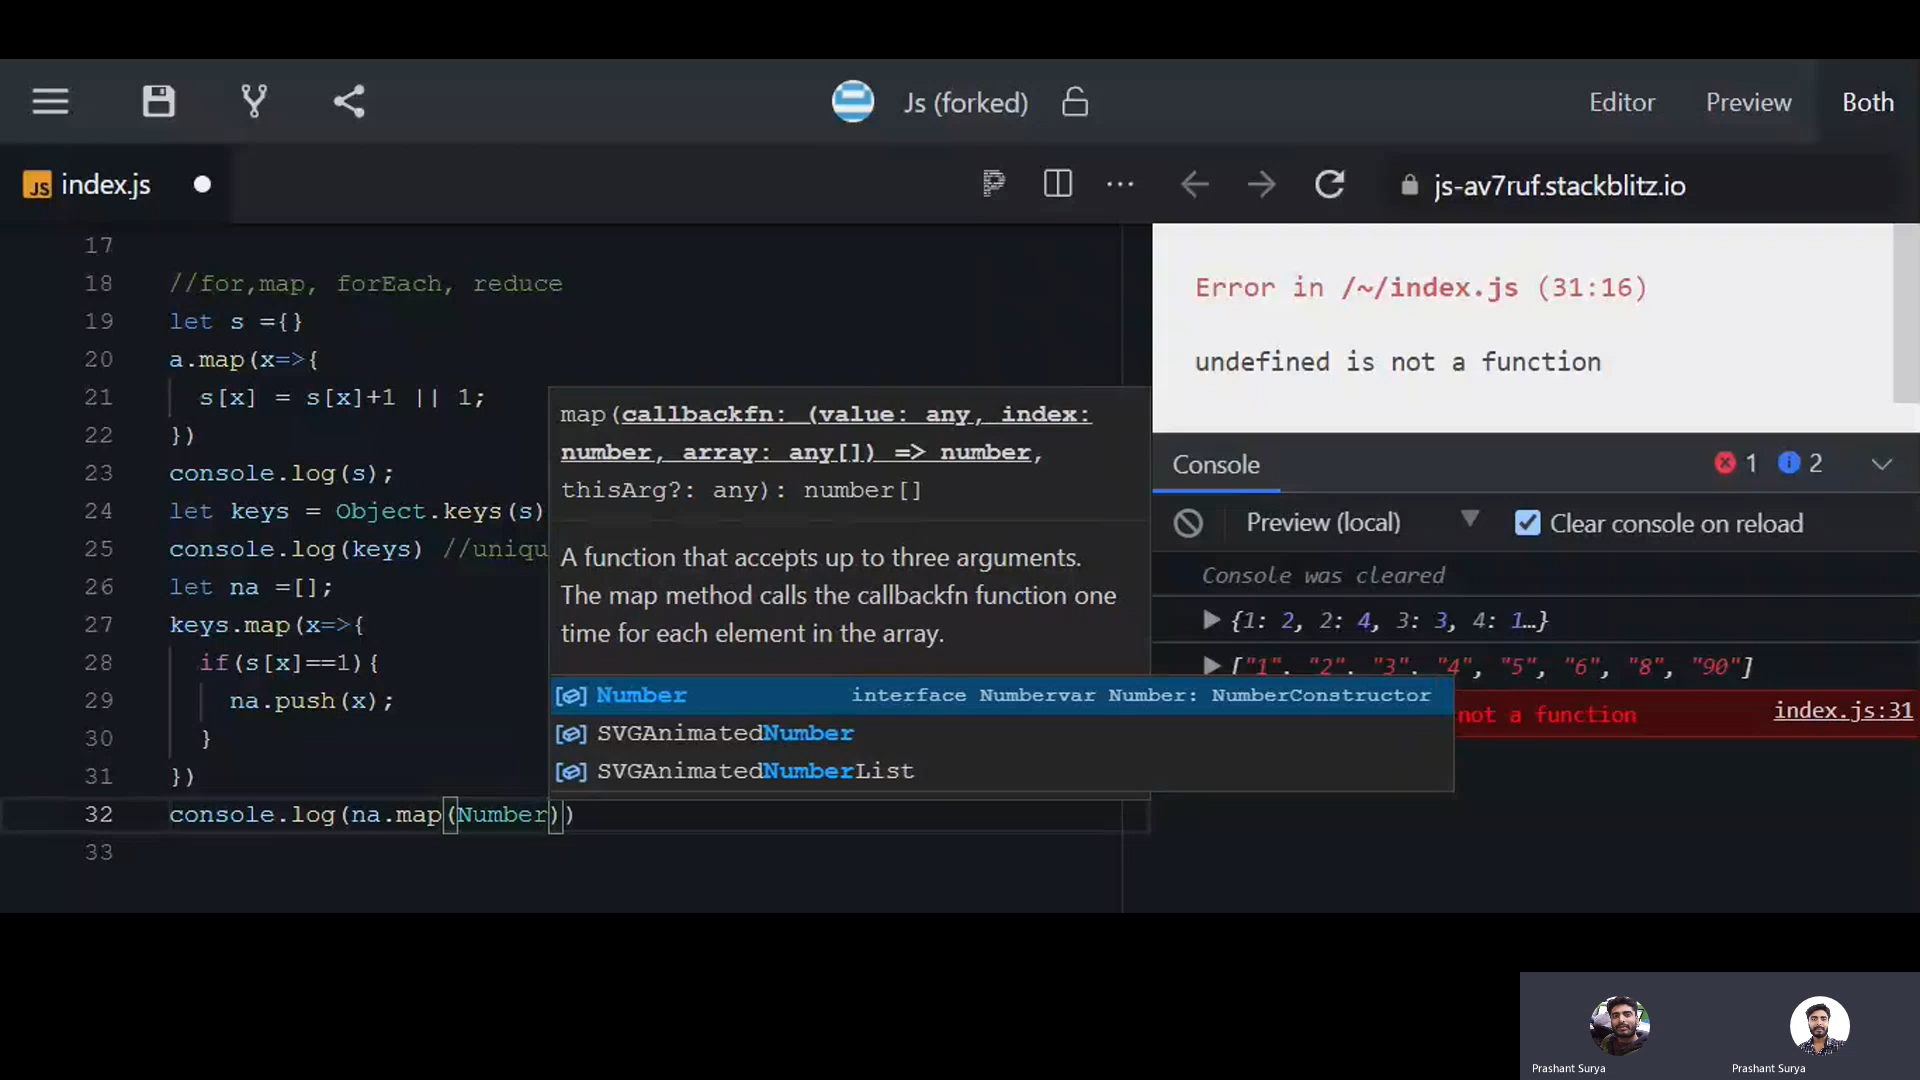 Js (forked)
Editor
Preview
Both
JS index.js
js-av7ruf.stackblitz.io
17
18 //for,map, forEach, reduce
19 let s ={}
20 a.map(x=>{
21 s[x] = s[x]+1 || 1;
22 })
23 console.log(s);
24 let keys = Object.keys(s)
25 console.log(keys) //uniqu
26 let na =[];
27 keys.map(x=>{
28 if(s[x]==1){
29 na.push(x);
30 }
31 })
32 console.log(na.map(Number))
33
map(callbackfn: (value: any, index:
number, array: any[]) => number,
thisArg?: any): number[]
A function that accepts up to three arguments.
The map method calls the callbackfn function one
time for each element in the array.
Number interface Numbervar Number: NumberConstructor
SVGAnimatedNumber
SVGAnimatedNumberList
Error in /~/index.js (31:16)
undefined is not a function
Console
1
2
Preview (local)
Clear console on reload
Console was cleared
{1: 2, 2: 4, 3: 3, 4: 1…}
["1", "2", "3", "4", "5", "6", "8", "90"]
not a function index.js:31
Prashant Surya
Prashant Surya